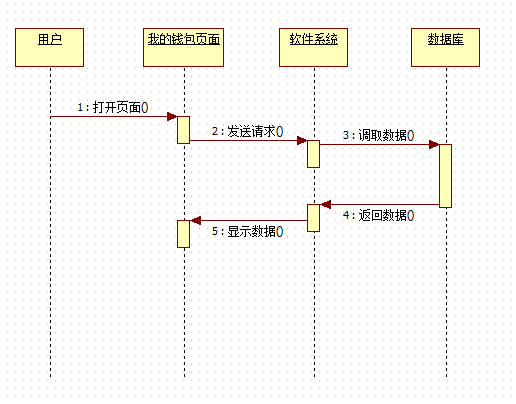 用户
我的钱包页面
软件系统
数据库
1 : 打开页面()
2 : 发送请求()
3 : 调取数据()
4 : 返回数据()
5 : 显示数据()